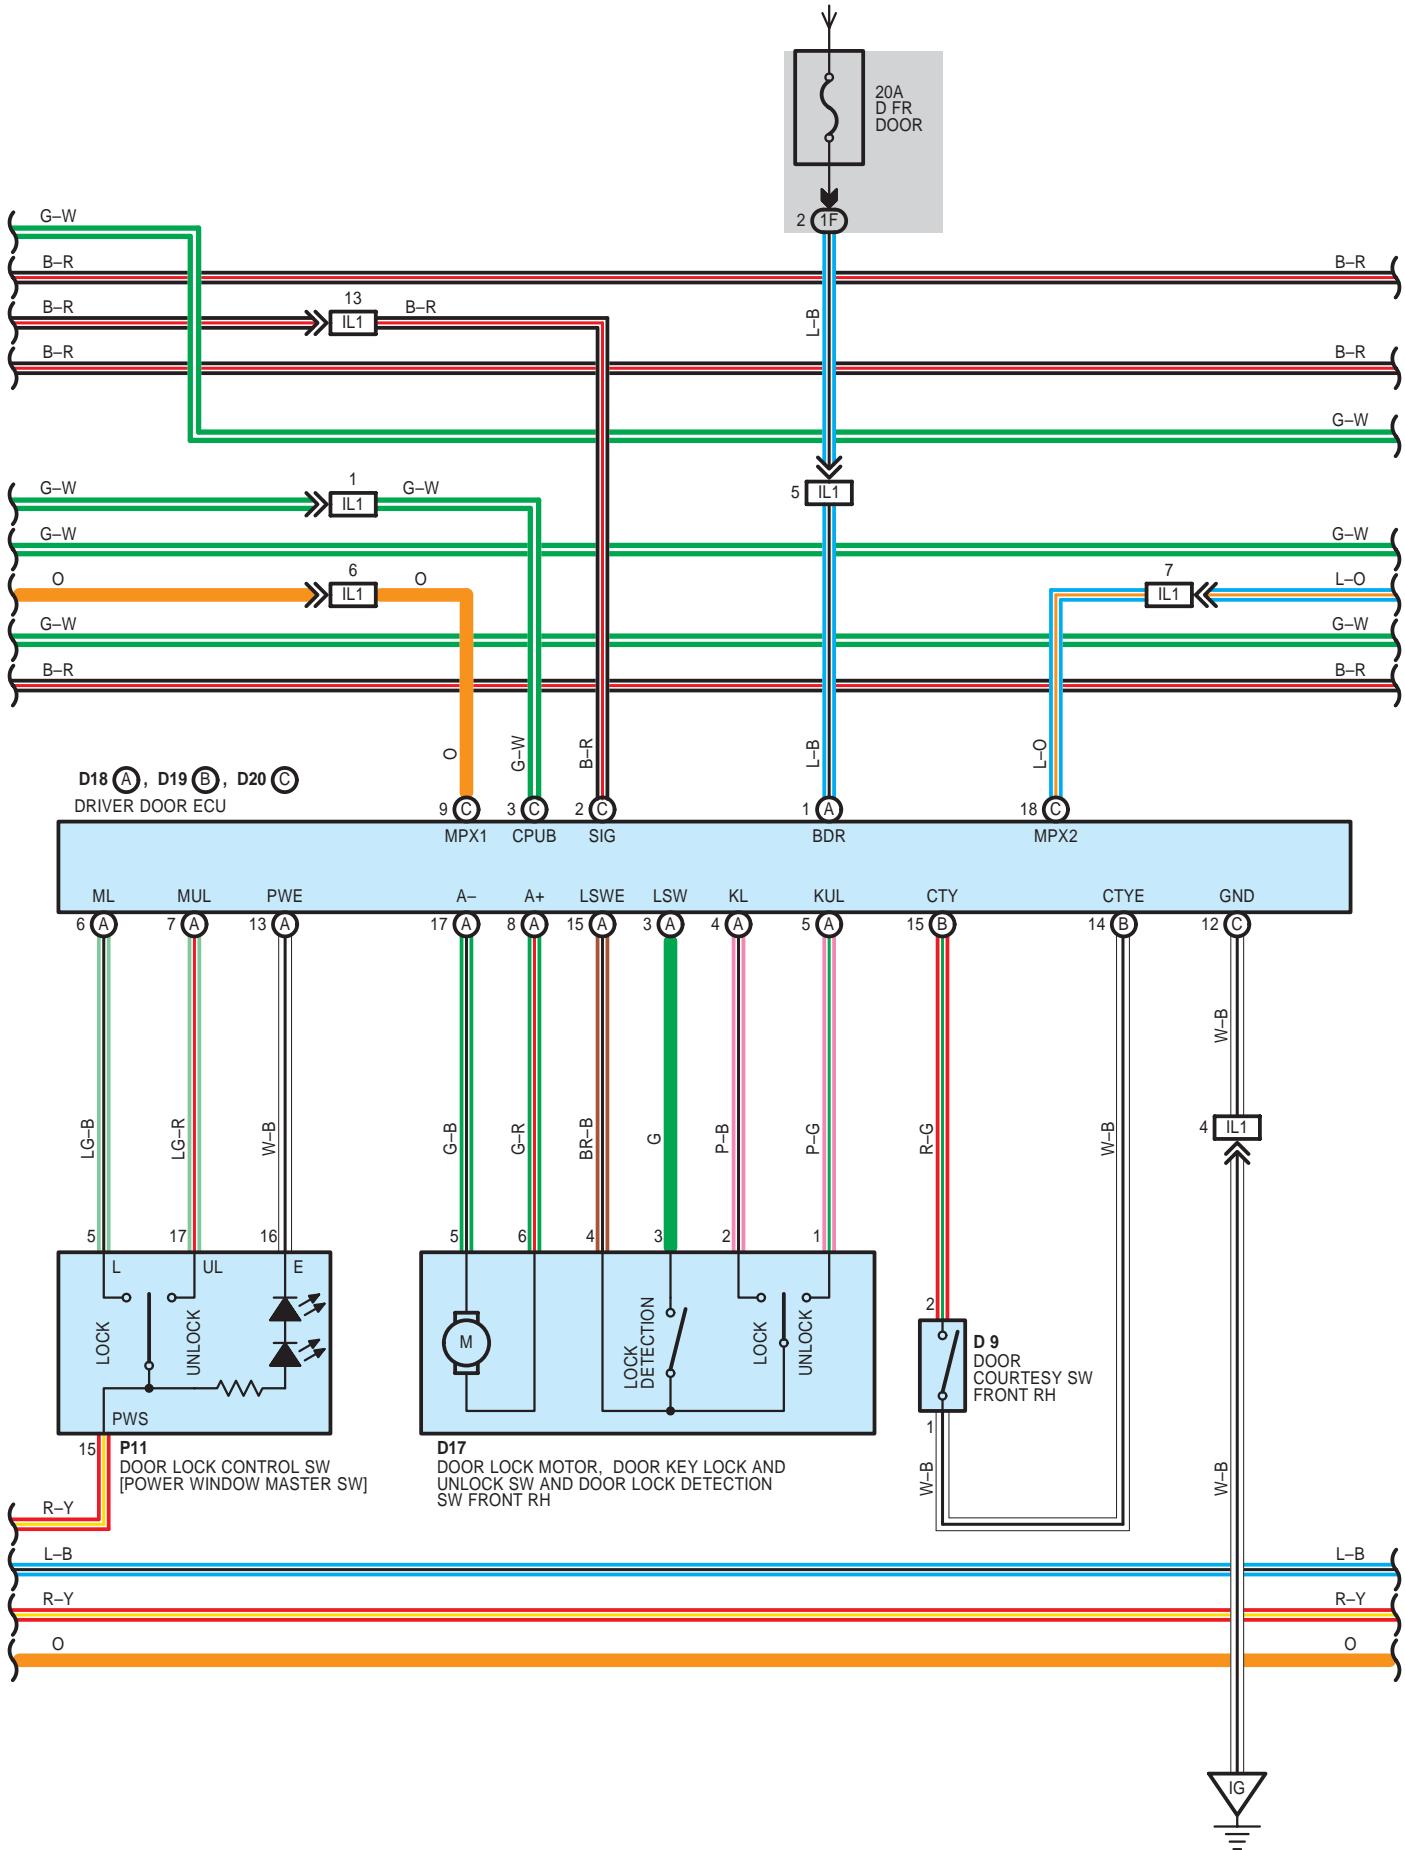 20A
D FR
DOOR
2 1F
G–W
B–R B–R
13
B–R IL1 B–R
L–B
B–R B–R
G–W
1
G–W IL1 G–W
5 IL1
G–W G–W
6 7
O IL1 O IL1 L–O
G–W G–W
B–R B–R
O G–W B–R L–B L–O
D18 A , D19 B , D20 C
DRIVER DOOR ECU
9 C 3 C 2 C 1 A 18 C
MPX1 CPUB SIG BDR MPX2
ML MUL PWE A– A+ LSWE LSW KL KUL CTY CTYE GND
6 A 7 A 13 A 17 A 8 A 15 A 3 A 4 A 5 A 15 B 14 B 12 C
W–B
LG–B LG–R W–B G–B G–R BR–B G P–B P–G R–G W–B
4 IL1
5 17 16 5 6 4 3 2 1
L UL E
2
LOCK UNLOCK
M
LOCK
DETECTION
LOCK UNLOCK
D 9
DOOR
COURTESY SW
FRONT RH
PWS
1
15 P11
DOOR LOCK CONTROL SW
[POWER WINDOW MASTER SW]
D17
DOOR LOCK MOTOR, DOOR KEY LOCK AND
UNLOCK SW AND DOOR LOCK DETECTION
SW FRONT RH
W–B W–B
R–Y
L–B L–B
R–Y R–Y
O O
IG